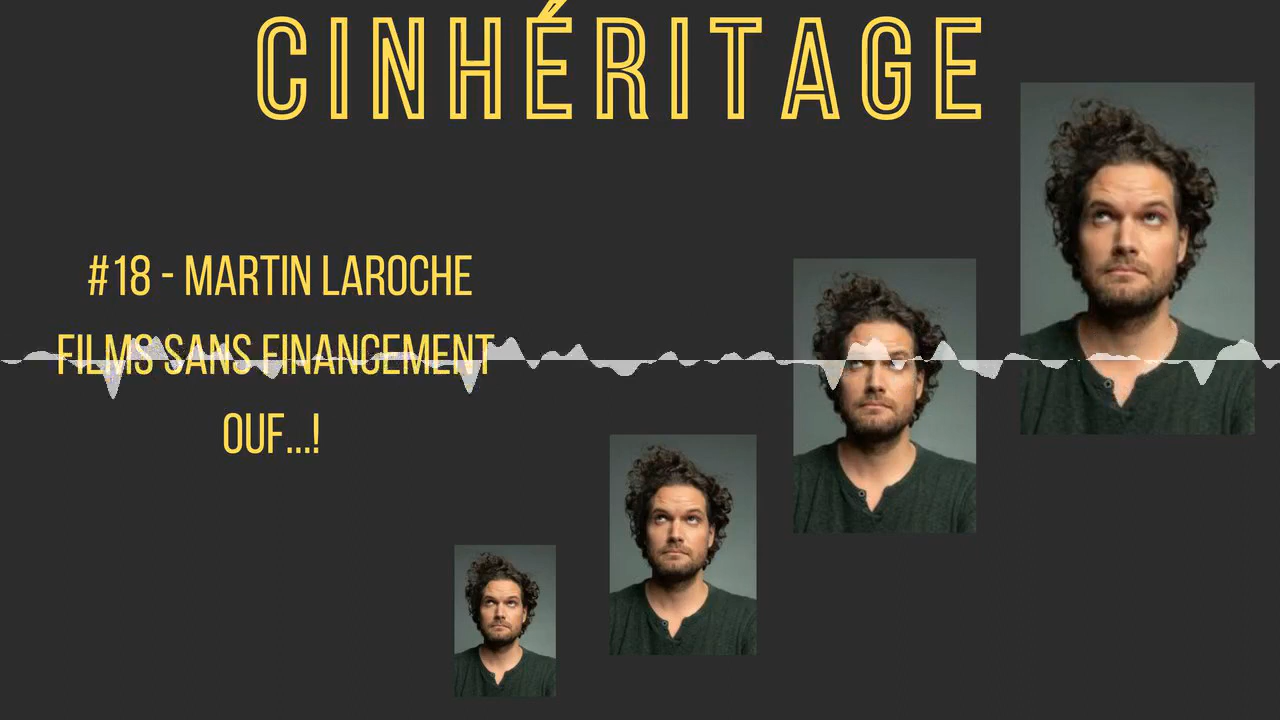 CINHÉRITAGE
#18 - MARTIN LAROCHE
FILMS SANS FINANCEMENT
OUF...!